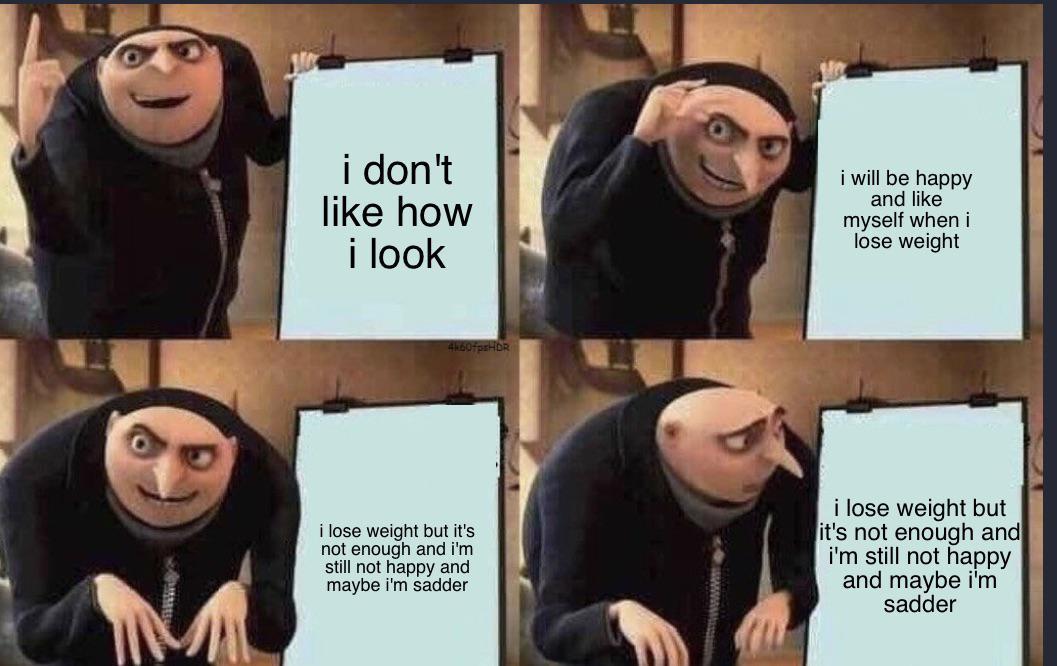 i don't
like how
i look
i will be happy
and like
myself when i
lose weight
4k60fpsHDR
i lose weight but it's
not enough and i'm
still not happy and
maybe i'm sadder
i lose weight but
it's not enough and
i'm still not happy
and maybe i'm
sadder